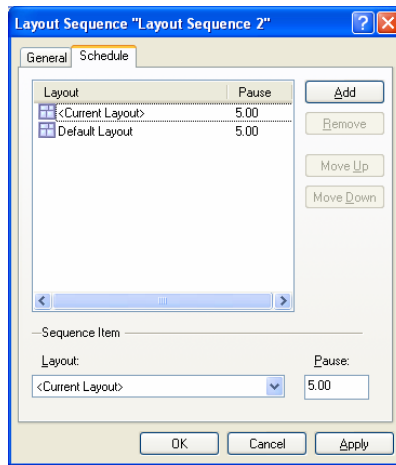 Layout Sequence "Layout Sequence 2"
General Schedule
Layout Pause
<Current Layout> 5.00
Default Layout 5.00
Add
Remove
Move Up
Move Down
Sequence Item
Layout: Pause:
<Current Layout> 5.00
OK Cancel Apply